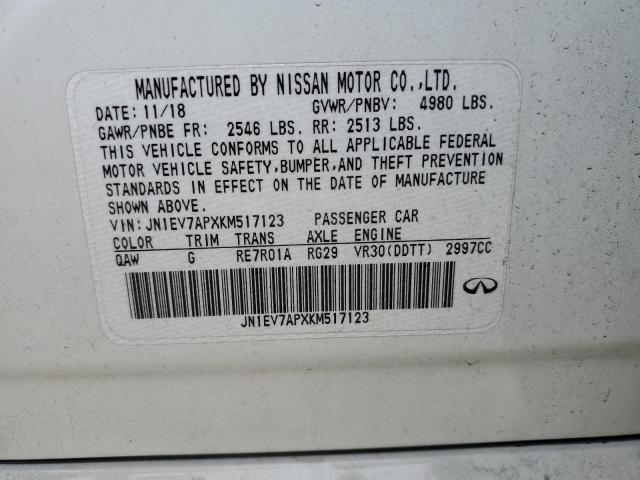 MANUFACTURED BY NISSAN MOTOR CO.,LTD.
DATE: 11/18 GVWR/PNBV: 4980 LBS.
GAWR/PNBE FR: 2546 LBS. RR: 2513 LBS.
THIS VEHICLE CONFORMS TO ALL APPLICABLE FEDERAL
MOTOR VEHICLE SAFETY,BUMPER,AND THEFT PREVENTION
STANDARDS IN EFFECT ON THE DATE OF MANUFACTURE
SHOWN ABOVE.
VIN: JN1EV7APXKM517123 PASSENGER CAR
COLOR TRIM TRANS AXLE ENGINE
QAW G RE7R01A RG29 VR30(DDTT) 2997CC
JN1EV7APXKM517123